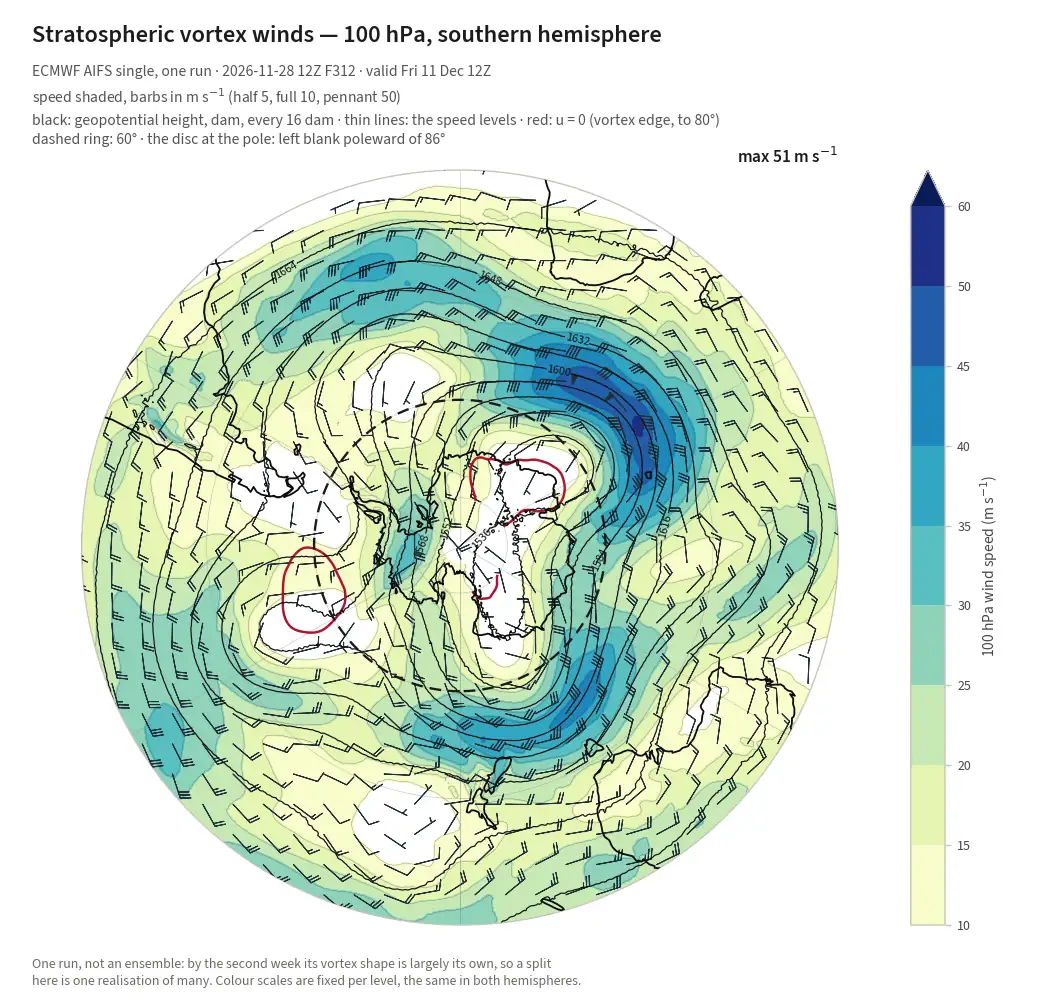 Stratospheric vortex winds — 100 hPa, southern hemisphere
ECMWF AIFS single, one run · 2026-11-28 12Z F312 · valid Fri 11 Dec 12Z
speed shaded, barbs in m s⁻¹ (half 5, full 10, pennant 50)
black: geopotential height, dam, every 16 dam · thin lines: the speed levels · red: u = 0 (vortex edge, to 80°)
dashed ring: 60° · the disc at the pole: left blank poleward of 86°
max 51 m s⁻¹
60
50
45
40
35
30
25
20
15
10
100 hPa wind speed (m s⁻¹)
1664
1648
1632
1600
1616
1552
1568
1536
One run, not an ensemble: by the second week its vortex shape is largely its own, so a split
here is one realisation of many. Colour scales are fixed per level, the same in both hemispheres.